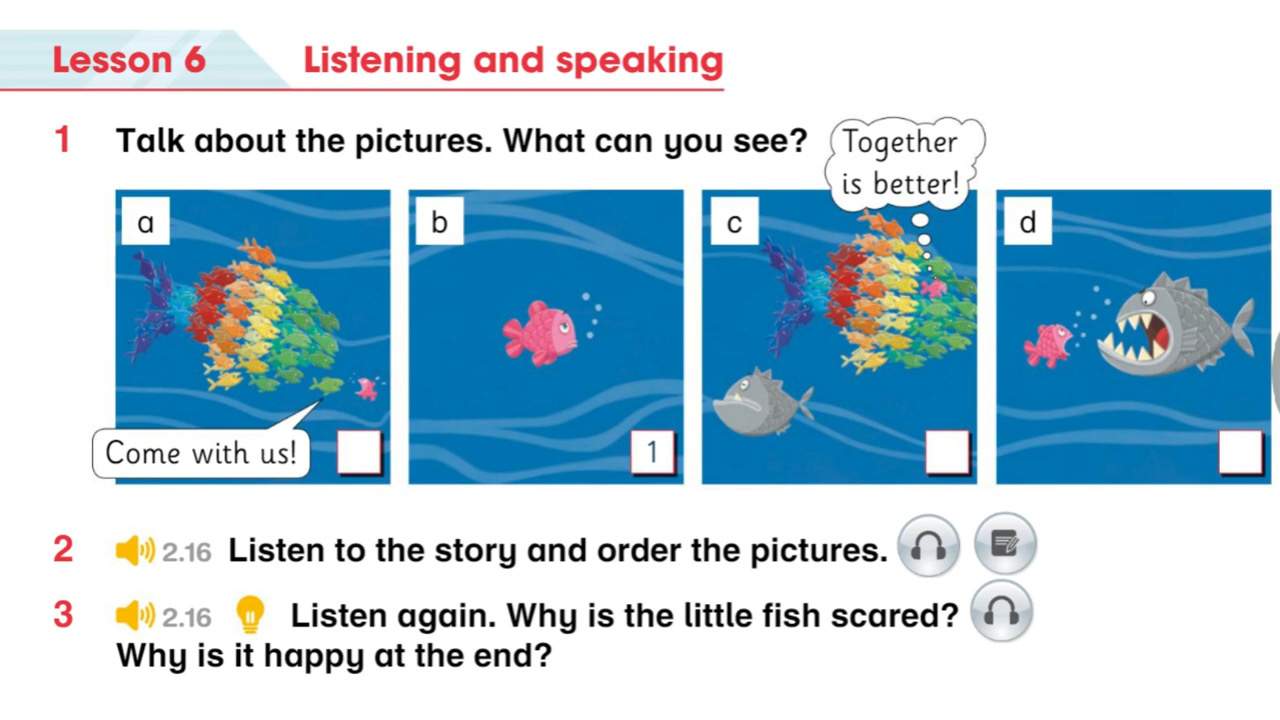 Lesson 6 Listening and speaking
1 Talk about the pictures. What can you see?
Together
is better!
a
b
c
d
Come with us!
1
2 2.16 Listen to the story and order the pictures.
3 2.16 Listen again. Why is the little fish scared?
Why is it happy at the end?